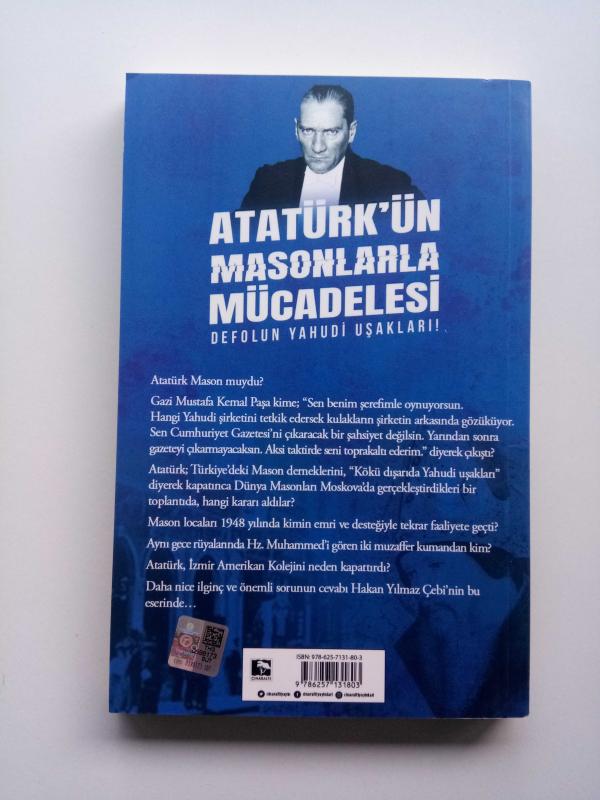 ATATÜRK'ÜN
MASONLARLA
MÜCADELESİ
DEFOLUN YAHUDİ UŞAKLARI!
Atatürk Mason muydu?
Gazi Mustafa Kemal Paşa kime; “Sen benim şerefimle oynuyorsun.
Hangi Yahudi şirketini tetkik edersek kulakların şirketin arkasında gözüküyor.
Sen Cumhuriyet Gazetesi'ni çıkaracak bir şahsiyet değilsin. Yarından sonra
gazeteyi çıkarmayacaksın. Aksi taktirde seni topraklatı ederim.” diyerek çıkıştı?
Atatürk; Türkiye'deki Mason derneklerini, “Kökü dışarıda Yahudi uşakları”
diyerek kapatınca Dünya Masonları Moskova'da gerçekleştirdikleri bir
toplantıda, hangi kararı aldılar?
Mason locaları 1948 yılında kimin emri ve desteğiyle tekrar faaliyete geçti?
Aynı gece rüyalarında Hz. Muhammed'i gören iki muzaffer kumandan kim?
Atatürk, İzmir Amerikan Kolejini neden kapattırdı?
Daha nice ilginç ve önemli sorunun cevabı Hakan Yılmaz Çebi'nin bu
eserinde…
ISBN: 978-625-7131-80-3
ÇINARALTI
9 786257 131803